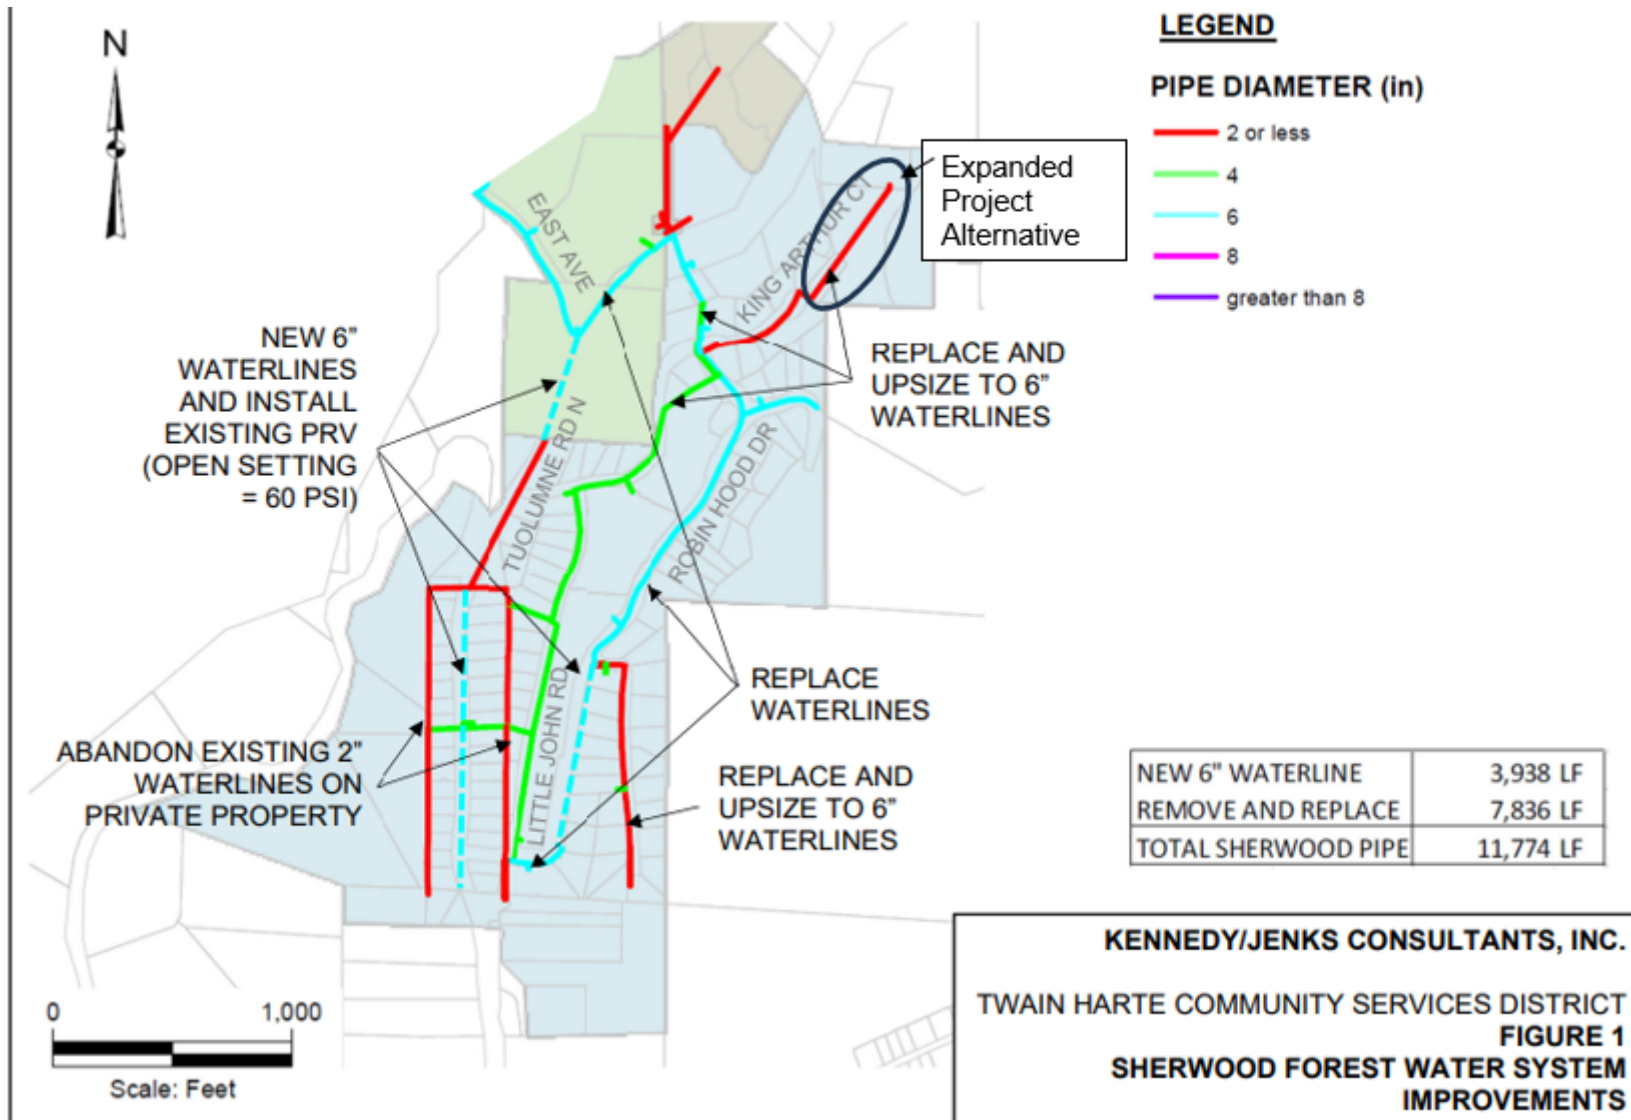 LEGEND
PIPE DIAMETER (in)
2 or less
4
6
8
greater than 8
N
Expanded
Project
Alternative
EAST AVE
KING ARTHUR CT
NEW 6”
WATERLINES
AND INSTALL
EXISTING PRV
(OPEN SETTING
= 60 PSI)
REPLACE AND
UPSIZE TO 6”
WATERLINES
TUOLUMNE RD N
ROBIN HOOD DR
LITTLE JOHN RD
REPLACE
WATERLINES
ABANDON EXISTING 2”
WATERLINES ON
PRIVATE PROPERTY
REPLACE AND
UPSIZE TO 6”
WATERLINES
NEW 6" WATERLINE 3,938 LF
REMOVE AND REPLACE 7,836 LF
TOTAL SHERWOOD PIPE 11,774 LF
0 1,000
Scale: Feet
KENNEDY/JENKS CONSULTANTS, INC.
TWAIN HARTE COMMUNITY SERVICES DISTRICT
FIGURE 1
SHERWOOD FOREST WATER SYSTEM
IMPROVEMENTS